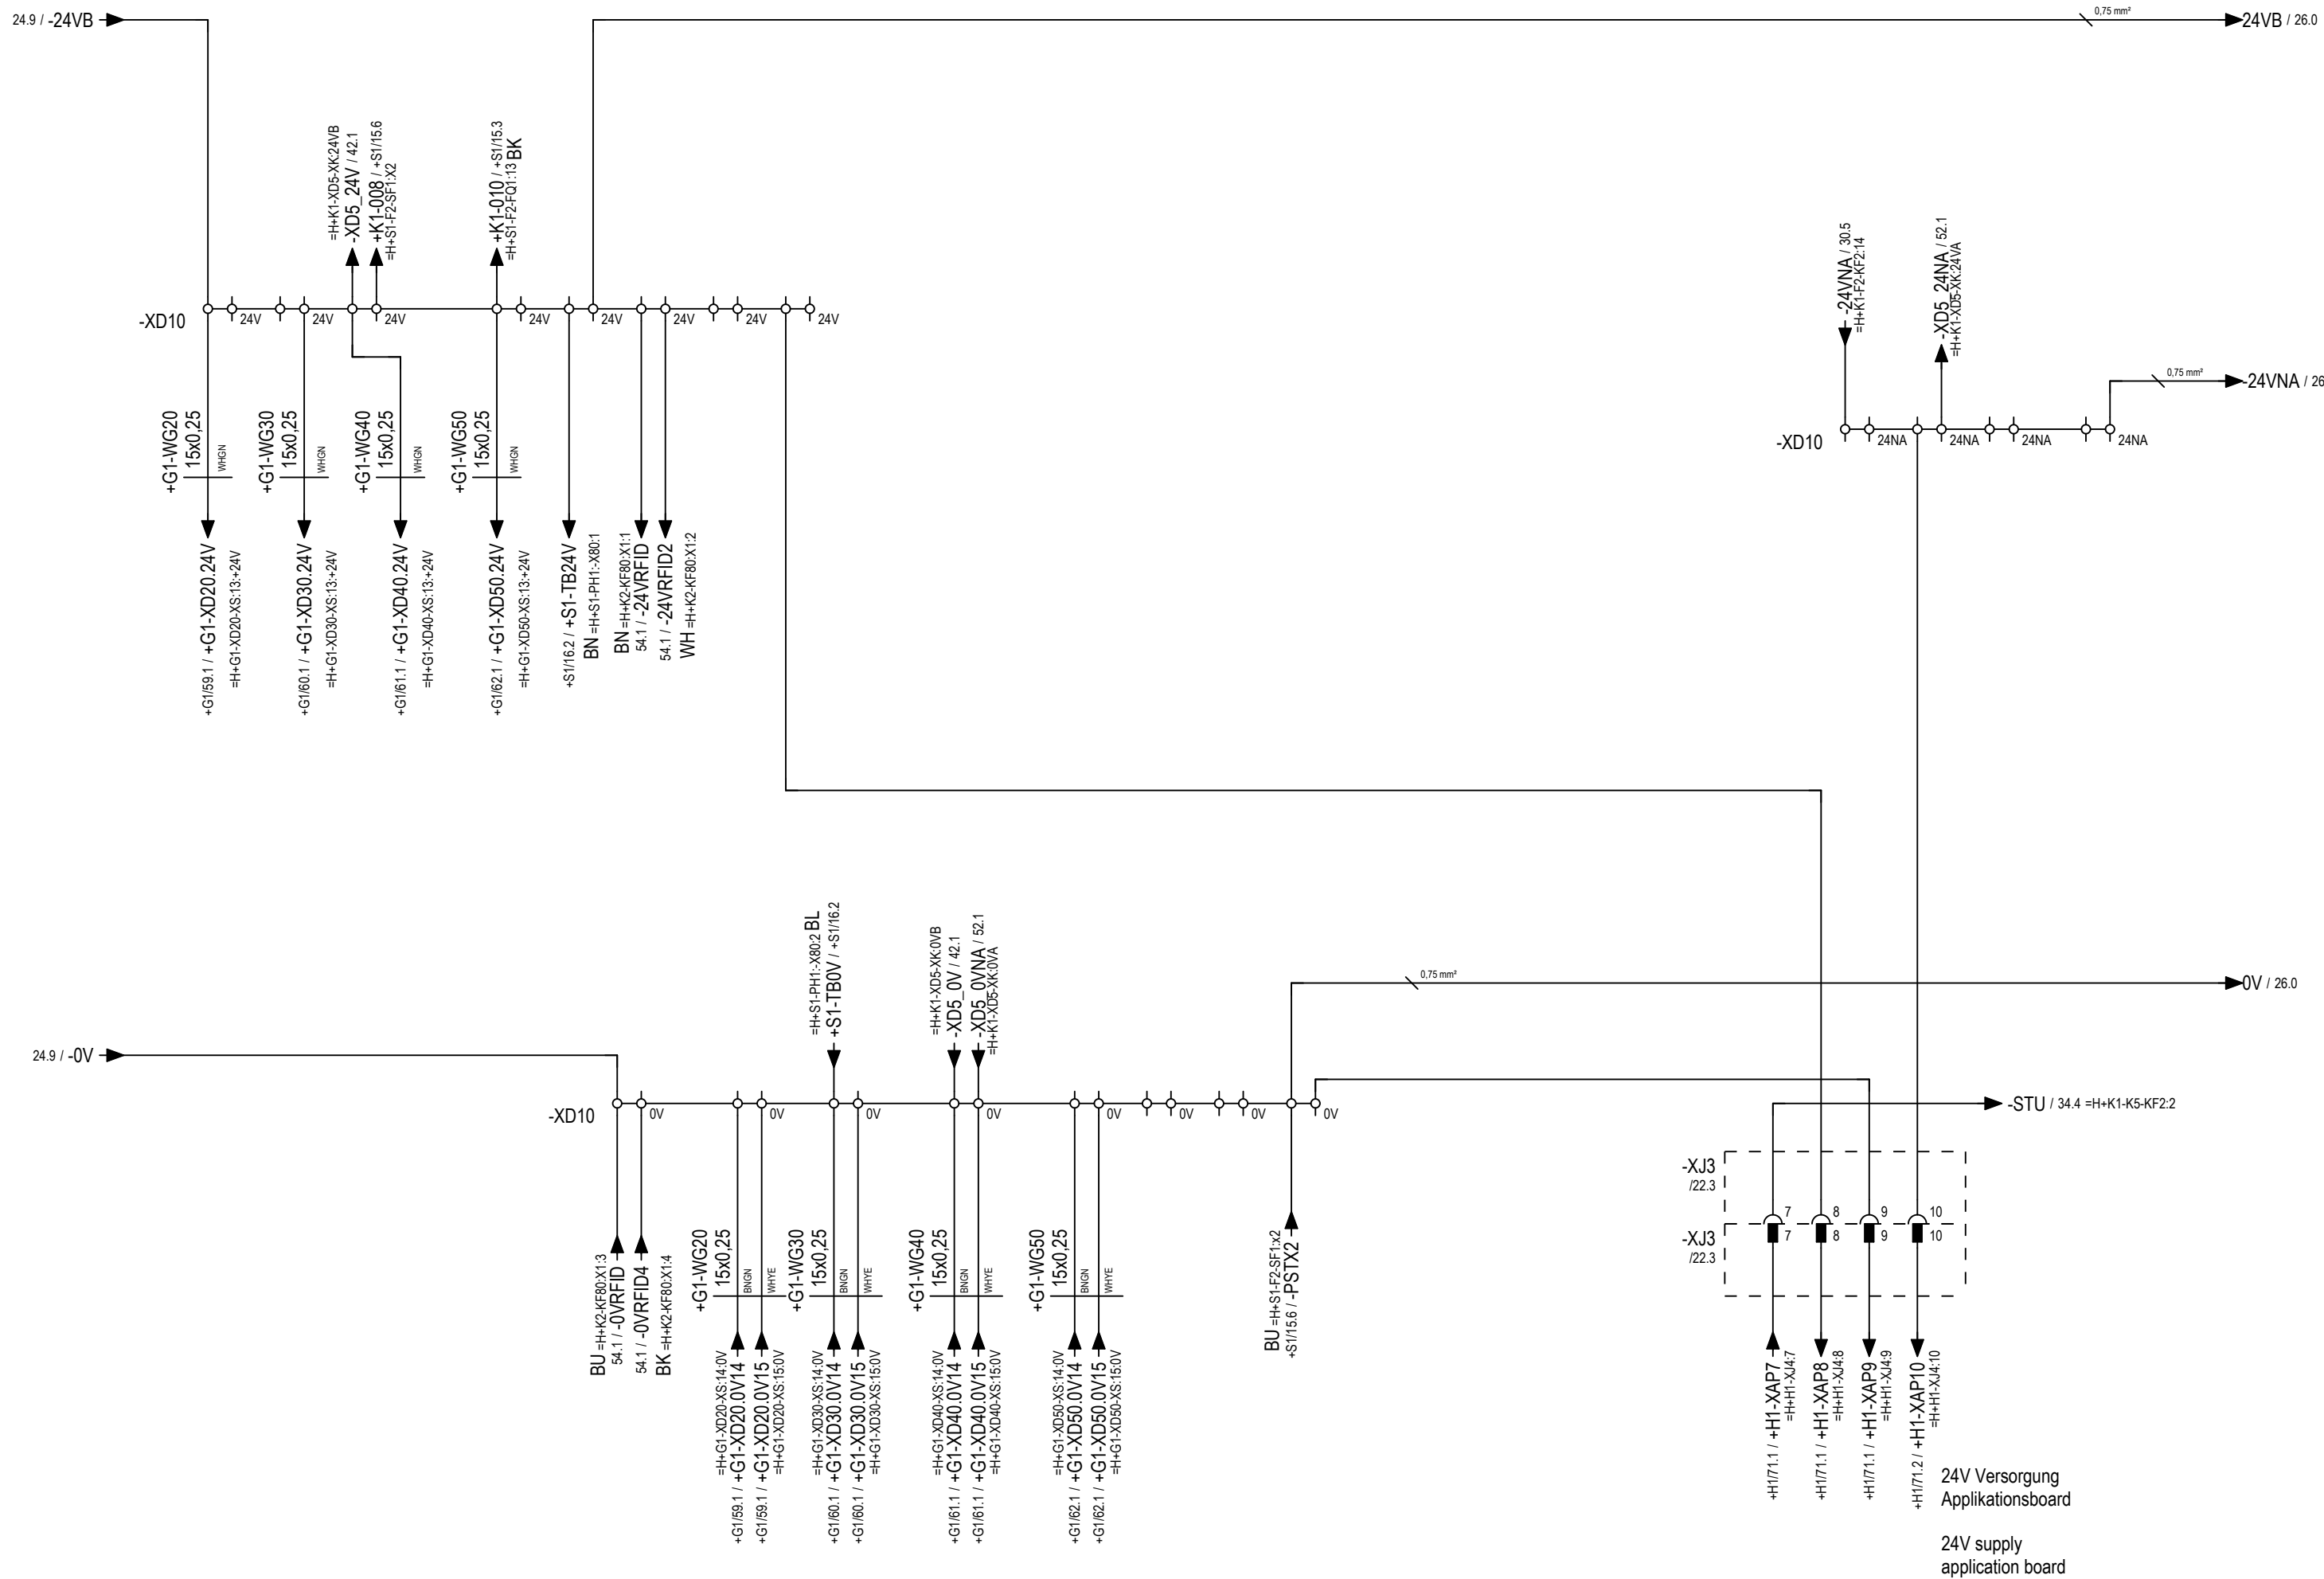 24.9 / -24VB
0,75 mm²
24VB / 26.0
=H+K1-XD5-XK:24VB
-XD5_24V / 42.1
+K1-008 / +S1/15.6
=H+S1-F2-SF1:X2
+K1-010 / +S1/15.3
=H+S1-F2-FQ1:13 BK
-XD10
24V
24V
24V
24V
24V
24V
24V
24V
-24VNA / 30.5
=H+K1-F2-KF2:14
-XD5_24NA / 52.1
=H+K1-XD5-XK:24VA
0,75 mm²
-24VNA / 26
-XD10
24NA
24NA
24NA
24NA
+G1-WG20
15x0,25
WHGN
+G1-WG30
15x0,25
WHGN
+G1-WG40
15x0,25
WHGN
+G1-WG50
15x0,25
WHGN
+G1/59.1 / +G1-XD20.24V
=H+G1-XD20-XS:13:+24V
+G1/60.1 / +G1-XD30.24V
=H+G1-XD30-XS:13:+24V
+G1/61.1 / +G1-XD40.24V
=H+G1-XD40-XS:13:+24V
+G1/62.1 / +G1-XD50.24V
=H+G1-XD50-XS:13:+24V
+S1/16.2 / +S1-TB24V
BN =H+S1-PH1:-X80:1
BN =H+K2-KF80:X1:1
54.1 / -24VRFID
54.1 / -24VRFID2
WH =H+K2-KF80:X1:2
=H+S1-PH1:-X80:2 BL
+S1-TB0V / +S1/16.2
=H+K1-XD5-XK:0VB
-XD5_0V / 42.1
-XD5_0VNA / 52.1
=H+K1-XD5-XK:0VA
0,75 mm²
0V / 26.0
24.9 / -0V
-XD10
0V
0V
0V
0V
0V
0V
0V
0V
-STU / 34.4 =H+K1-K5-KF2:2
-XJ3
/22.3
7
8
9
10
-XJ3
/22.3
7
8
9
10
BU =H+K2-KF80:X1:3
54.1 / -0VRFID
54.1 / -0VRFID4
BK =H+K2-KF80:X1:4
+G1-WG20
15x0,25
BNGN
WHYE
+G1-WG30
15x0,25
BNGN
WHYE
+G1-WG40
15x0,25
BNGN
WHYE
+G1-WG50
15x0,25
BNGN
WHYE
BU =H+S1-F2-SF1:x2
+S1/15.6 / -PSTX2
=H+G1-XD20-XS:14:0V
+G1/59.1 / +G1-XD20.0V14
+G1/59.1 / +G1-XD20.0V15
=H+G1-XD20-XS:15:0V
=H+G1-XD30-XS:14:0V
+G1/60.1 / +G1-XD30.0V14
+G1/60.1 / +G1-XD30.0V15
=H+G1-XD30-XS:15:0V
=H+G1-XD40-XS:14:0V
+G1/61.1 / +G1-XD40.0V14
+G1/61.1 / +G1-XD40.0V15
=H+G1-XD40-XS:15:0V
=H+G1-XD50-XS:14:0V
+G1/62.1 / +G1-XD50.0V14
+G1/62.1 / +G1-XD50.0V15
=H+G1-XD50-XS:15:0V
+H1/71.1 / +H1-XAP7
=H+H1-XJ4:7
+H1/71.1 / +H1-XAP8
=H+H1-XJ4:8
+H1/71.1 / +H1-XAP9
=H+H1-XJ4:9
+H1/71.2 / +H1-XAP10
=H+H1-XJ4:10
24V Versorgung
Applikationsboard
24V supply
application board